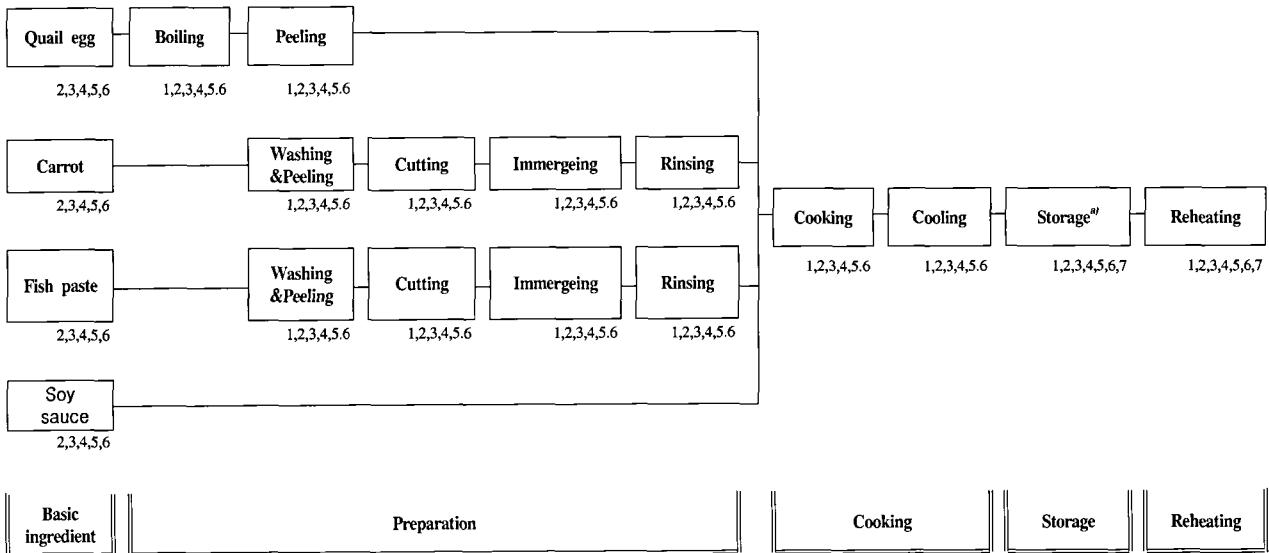 Quail egg
Boiling
Peeling
2,3,4,5,6
1,2,3,4,5.6
1,2,3,4,5.6
Carrot
Washing
&Peeling
Cutting
Immergeing
Rinsing
2,3,4,5,6
1,2,3,4,5.6
1,2,3,4,5.6
1,2,3,4,5.6
1,2,3,4,5.6
Cooking
Cooling
Storage a)
Reheating
1,2,3,4,5.6
1,2,3,4,5.6
1,2,3,4,5,6,7
1,2,3,4,5,6,7
Fish paste
Washing
&Peeling
Cutting
Immergeing
Rinsing
2,3,4,5,6
1,2,3,4,5.6
1,2,3,4,5.6
1,2,3,4,5.6
1,2,3,4,5.6
Soy
sauce
2,3,4,5,6
Basic
ingredient
Preparation
Cooking
Storage
Reheating